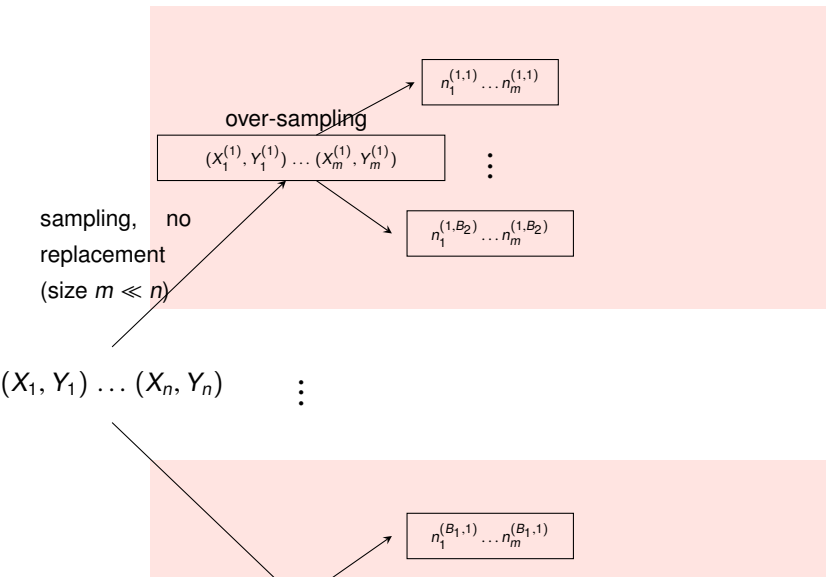 n_1^{(1,1)} … n_m^{(1,1)}
over-sampling
(X_1^{(1)}, Y_1^{(1)}) … (X_m^{(1)}, Y_m^{(1)})
⋮
sampling, no
replacement
(size m ≪ n)
n_1^{(1,B_2)} … n_m^{(1,B_2)}
(X_1, Y_1) … (X_n, Y_n)
⋮
n_1^{(B_1,1)} … n_m^{(B_1,1)}